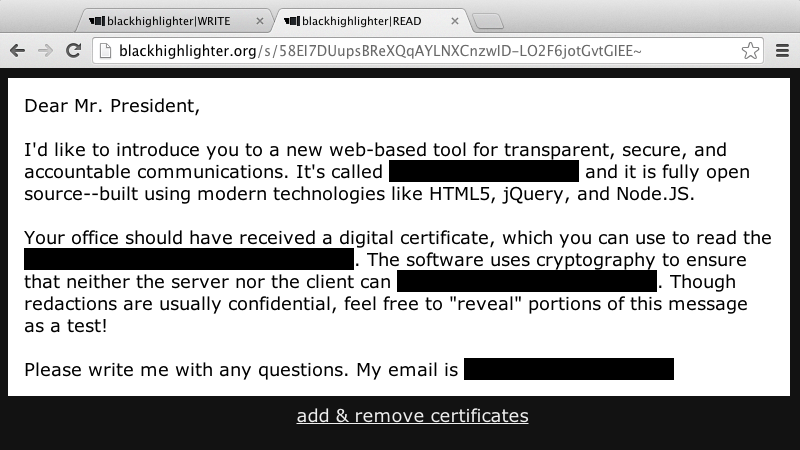 blackhighlighter|WRITE
blackhighlighter|READ
blackhighlighter.org/s/58EI7DUupsBReXQqAYLNXCnzwlD-LO2F6jotGvtGIEE~
Dear Mr. President,
I'd like to introduce you to a new web-based tool for transparent, secure, and
accountable communications. It's called and it is fully open
source--built using modern technologies like HTML5, jQuery, and Node.JS.
Your office should have received a digital certificate, which you can use to read the
. The software uses cryptography to ensure
that neither the server nor the client can . Though
redactions are usually confidential, feel free to "reveal" portions of this message
as a test!
Please write me with any questions. My email is
add & remove certificates